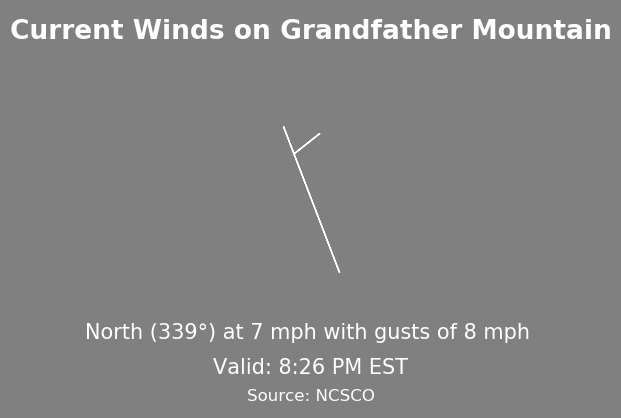 Current Winds on Grandfather Mountain
North (339°) at 7 mph with gusts of 8 mph
Valid: 8:26 PM EST
Source: NCSCO